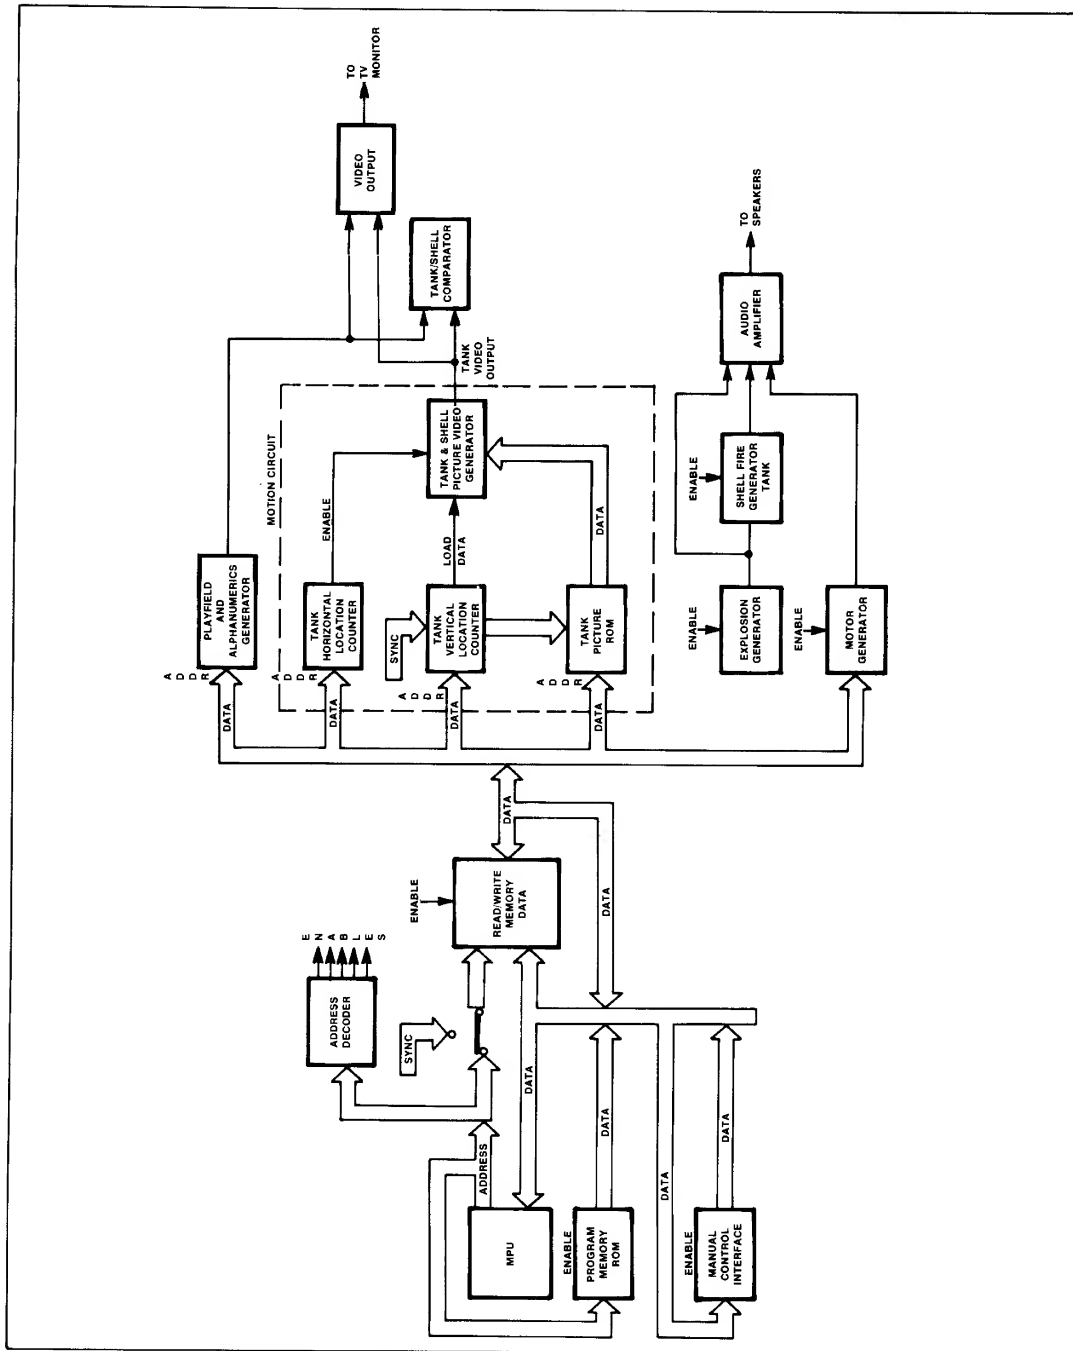 TO
TV
MONITOR
VIDEO
OUTPUT
TANK/SHELL
COMPARATOR
TANK
VIDEO
OUTPUT
MOTION CIRCUIT
TANK & SHELL
PICTURE VIDEO
GENERATOR
ENABLE
LOAD
DATA
DATA
PLAYFIELD
AND
ALPHANUMERICS
GENERATOR
TANK
HORIZONTAL
LOCATION
COUNTER
SYNC
TANK
VERTICAL
LOCATION
COUNTER
TANK
PICTURE
ROM
ADDR
DATA
ADDR
DATA
ADDR
DATA
ADDR
DATA
TO
SPEAKERS
AUDIO
AMPLIFIER
ENABLE
SHELL FIRE
GENERATOR
TANK
ENABLE
EXPLOSION
GENERATOR
ENABLE
MOTOR
GENERATOR
DATA
ENABLE
READ/WRITE
MEMORY
DATA
DATA
ENABLES
ADDRESS
DECODER
SYNC
ADDRESS
DATA
MPU
ENABLE
PROGRAM
MEMORY
ROM
DATA
DATA
ENABLE
MANUAL
CONTROL
INTERFACE
DATA